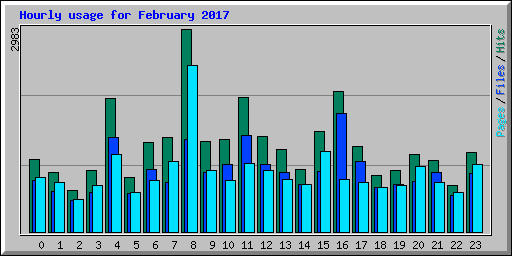 Hourly usage for February 2017
2983
Pages / Files / Hits
0 1 2 3 4 5 6 7 8 9 10 11 12 13 14 15 16 17 18 19 20 21 22 23